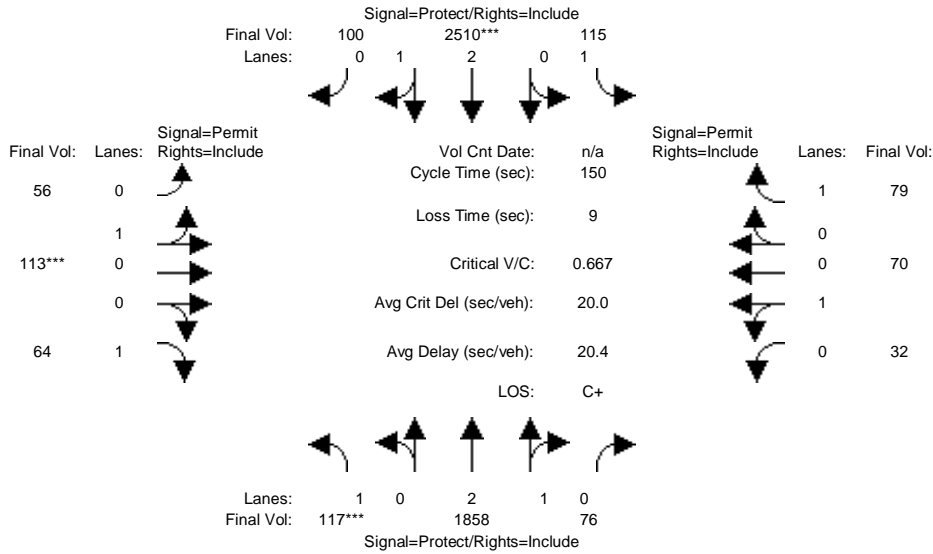 Signal=Protect/Rights=Include
Final Vol: 100 2510*** 115
Lanes: 0 1 2 0 1
Signal=Permit Signal=Permit
Final Vol: Lanes: Rights=Include Vol Cnt Date: n/a Rights=Include Lanes: Final Vol:
Cycle Time (sec): 150
56 0 1 79
Loss Time (sec): 9
1 0
113*** 0 Critical V/C: 0.667 0 70
0 Avg Crit Del (sec/veh): 20.0 1
64 1 Avg Delay (sec/veh): 20.4 0 32
LOS: C+
Lanes: 1 0 2 1 0
Final Vol: 117*** 1858 76
Signal=Protect/Rights=Include